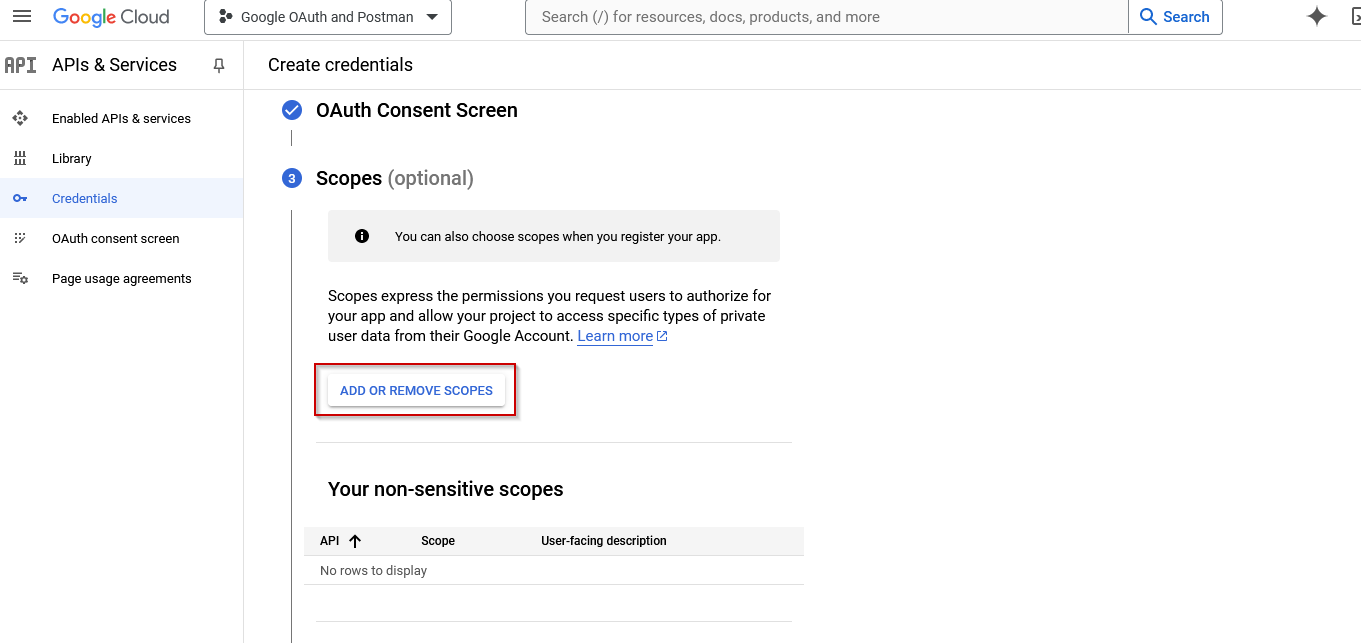 Google Cloud
Google OAuth and Postman
Search (/) for resources, docs, products, and more
Search
API
APIs & Services
Create credentials
Enabled APIs & services
Library
Credentials
OAuth consent screen
Page usage agreements
OAuth Consent Screen
3
Scopes (optional)
You can also choose scopes when you register your app.
Scopes express the permissions you request users to authorize for
your app and allow your project to access specific types of private
user data from their Google Account. Learn more
ADD OR REMOVE SCOPES
Your non-sensitive scopes
API
Scope
User-facing description
No rows to display